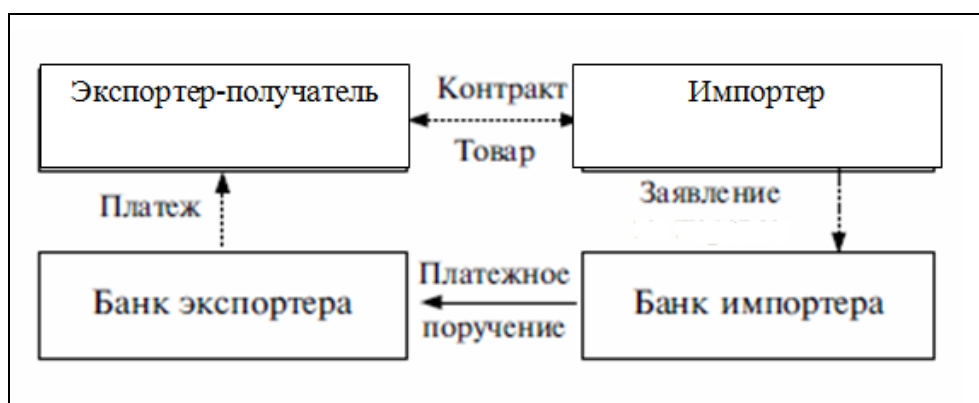 Экспортер-получатель
Контракт
Импортер
Товар
Платеж
Заявление
Банк экспортера
Платежное
поручение
Банк импортера